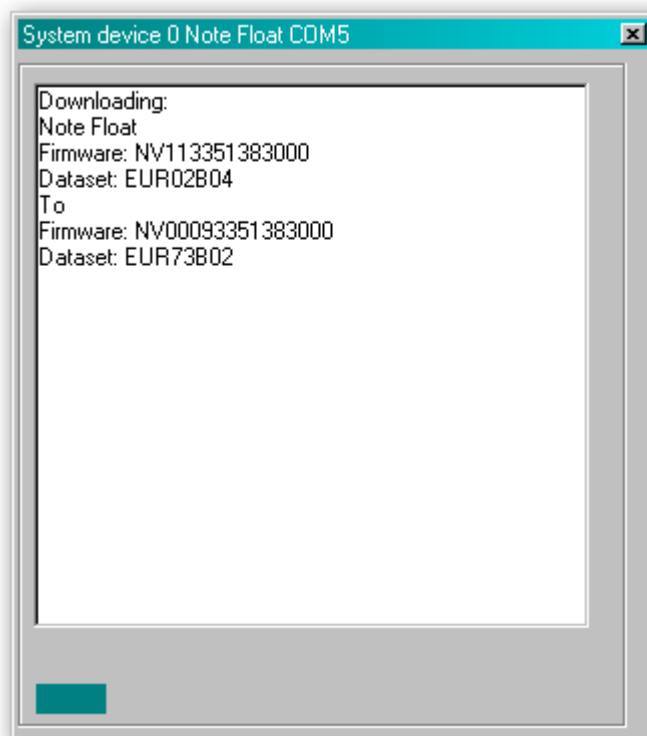 System device 0 Note Float COM5
Downloading:
Note Float
Firmware: NV113351383000
Dataset: EUR02B04
To
Firmware: NV00093351383000
Dataset: EUR73B02